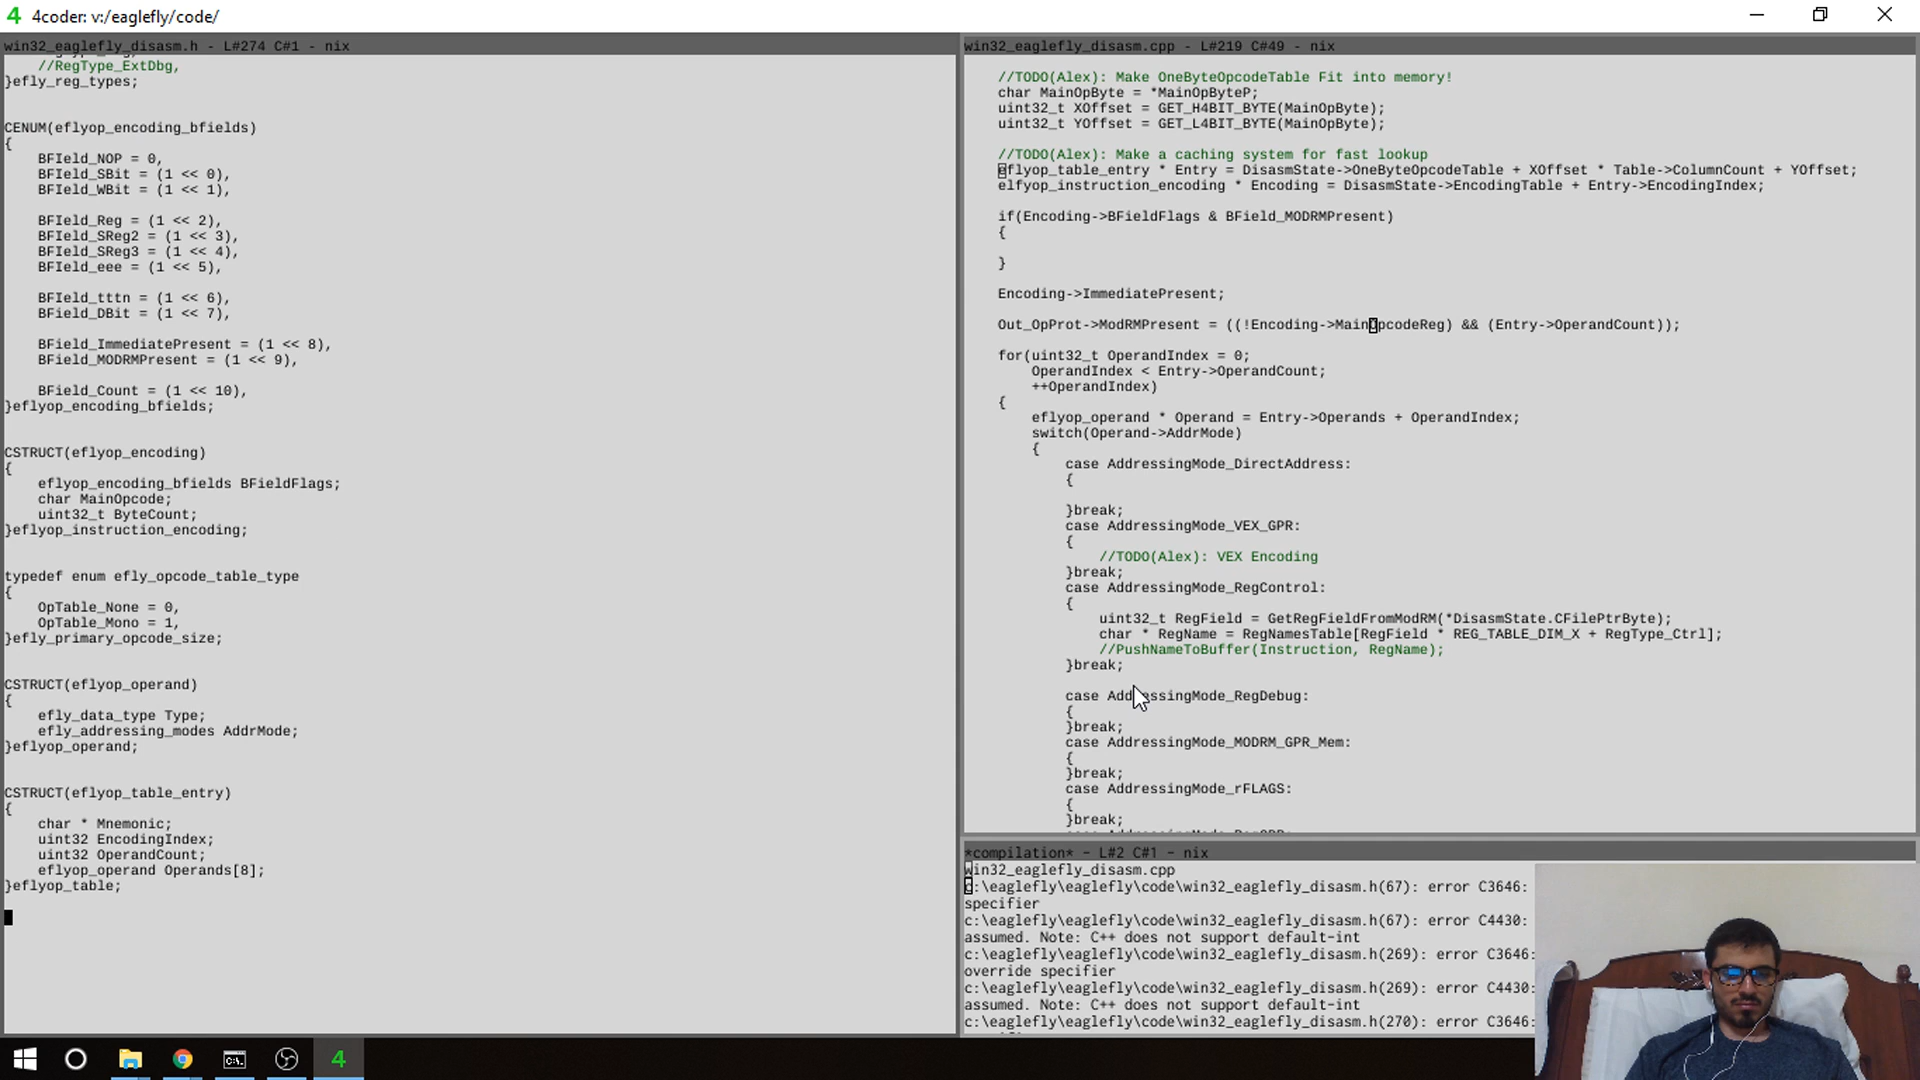 4 4coder: v:/eaglefly/code/
win32_eaglefly_disasm.h - L#274 C#1 - nix
//RegType_ExtDbg,
}efly_reg_types;
CENUM(eflyop_encoding_bfields)
{
BFIeld_NOP = 0,
BFIeld_SBit = (1 << 0),
BFIeld_WBit = (1 << 1),
BFIeld_Reg = (1 << 2),
BFIeld_SReg2 = (1 << 3),
BFIeld_SReg3 = (1 << 4),
BFIeld_eee = (1 << 5),
BFIeld_tttn = (1 << 6),
BFIeld_DBit = (1 << 7),
BField_ImmediatePresent = (1 << 8),
BField_MODRMPresent = (1 << 9),
BField_Count = (1 << 10),
}eflyop_encoding_bfields;
CSTRUCT(eflyop_encoding)
{
eflyop_encoding_bfields BFieldFlags;
char MainOpcode;
uint32_t ByteCount;
}eflyop_instruction_encoding;
typedef enum efly_opcode_table_type
{
OpTable_None = 0,
OpTable_Mono = 1,
}efly_primary_opcode_size;
CSTRUCT(eflyop_operand)
{
efly_data_type Type;
efly_addressing_modes AddrMode;
}eflyop_operand;
CSTRUCT(eflyop_table_entry)
{
char * Mnemonic;
uint32 EncodingIndex;
uint32 OperandCount;
eflyop_operand Operands[8];
}eflyop_table;
win32_eaglefly_disasm.cpp - L#219 C#49 - nix
//TODO(Alex): Make OneByteOpcodeTable Fit into memory!
char MainOpByte = *MainOpByteP;
uint32_t XOffset = GET_H4BIT_BYTE(MainOpByte);
uint32_t YOffset = GET_L4BIT_BYTE(MainOpByte);
//TODO(Alex): Make a caching system for fast lookup
eflyop_table_entry * Entry = DisasmState->OneByteOpcodeTable + XOffset * Table->ColumnCount + YOffset;
elfyop_instruction_encoding * Encoding = DisasmState->EncodingTable + Entry->EncodingIndex;
if(Encoding->BFieldFlags & BField_MODRMPresent)
{
}
Encoding->ImmediatePresent;
Out_OpProt->ModRMPresent = ((!Encoding->MainOpcodeReg) && (Entry->OperandCount));
for(uint32_t OperandIndex = 0;
OperandIndex < Entry->OperandCount;
++OperandIndex)
{
eflyop_operand * Operand = Entry->Operands + OperandIndex;
switch(Operand->AddrMode)
{
case AddressingMode_DirectAddress:
{
}break;
case AddressingMode_VEX_GPR:
{
//TODO(Alex): VEX Encoding
}break;
case AddressingMode_RegControl:
{
uint32_t RegField = GetRegFieldFromModRM(*DisasmState.CFilePtrByte);
char * RegName = RegNamesTable[RegField * REG_TABLE_DIM_X + RegType_Ctrl];
//PushNameToBuffer(Instruction, RegName);
}break;
case AddressingMode_RegDebug:
{
}break;
case AddressingMode_MODRM_GPR_Mem:
{
}break;
case AddressingMode_rFLAGS:
{
}break;
*compilation* - L#2 C#1 - nix
win32_eaglefly_disasm.cpp
c:\eaglefly\eaglefly\code\win32_eaglefly_disasm.h(67): error C3646:
specifier
c:\eaglefly\eaglefly\code\win32_eaglefly_disasm.h(67): error C4430:
assumed. Note: C++ does not support default-int
c:\eaglefly\eaglefly\code\win32_eaglefly_disasm.h(269): error C3646:
override specifier
c:\eaglefly\eaglefly\code\win32_eaglefly_disasm.h(269): error C4430:
assumed. Note: C++ does not support default-int
c:\eaglefly\eaglefly\code\win32_eaglefly_disasm.h(270): error C3646:
4